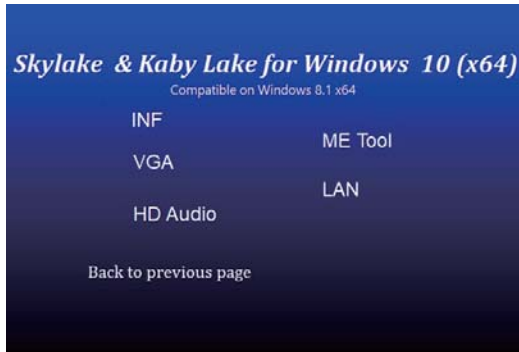 Skylake & Kaby Lake for Windows 10 (x64)
Compatible on Windows 8.1 x64
INF
ME Tool
VGA
LAN
HD Audio
Back to previous page